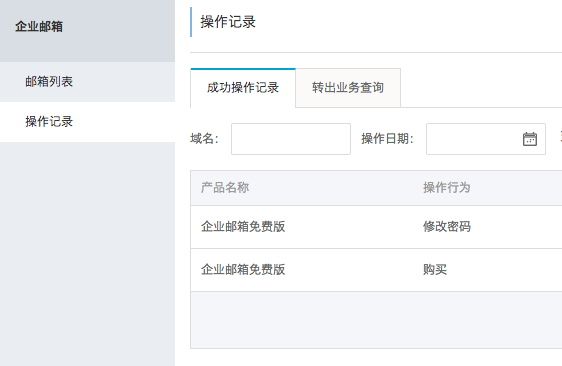 企业邮箱
邮箱列表
操作记录
操作记录
成功操作记录 转出业务查询
域名： 操作日期：
产品名称 操作行为
企业邮箱免费版 修改密码
企业邮箱免费版 购买